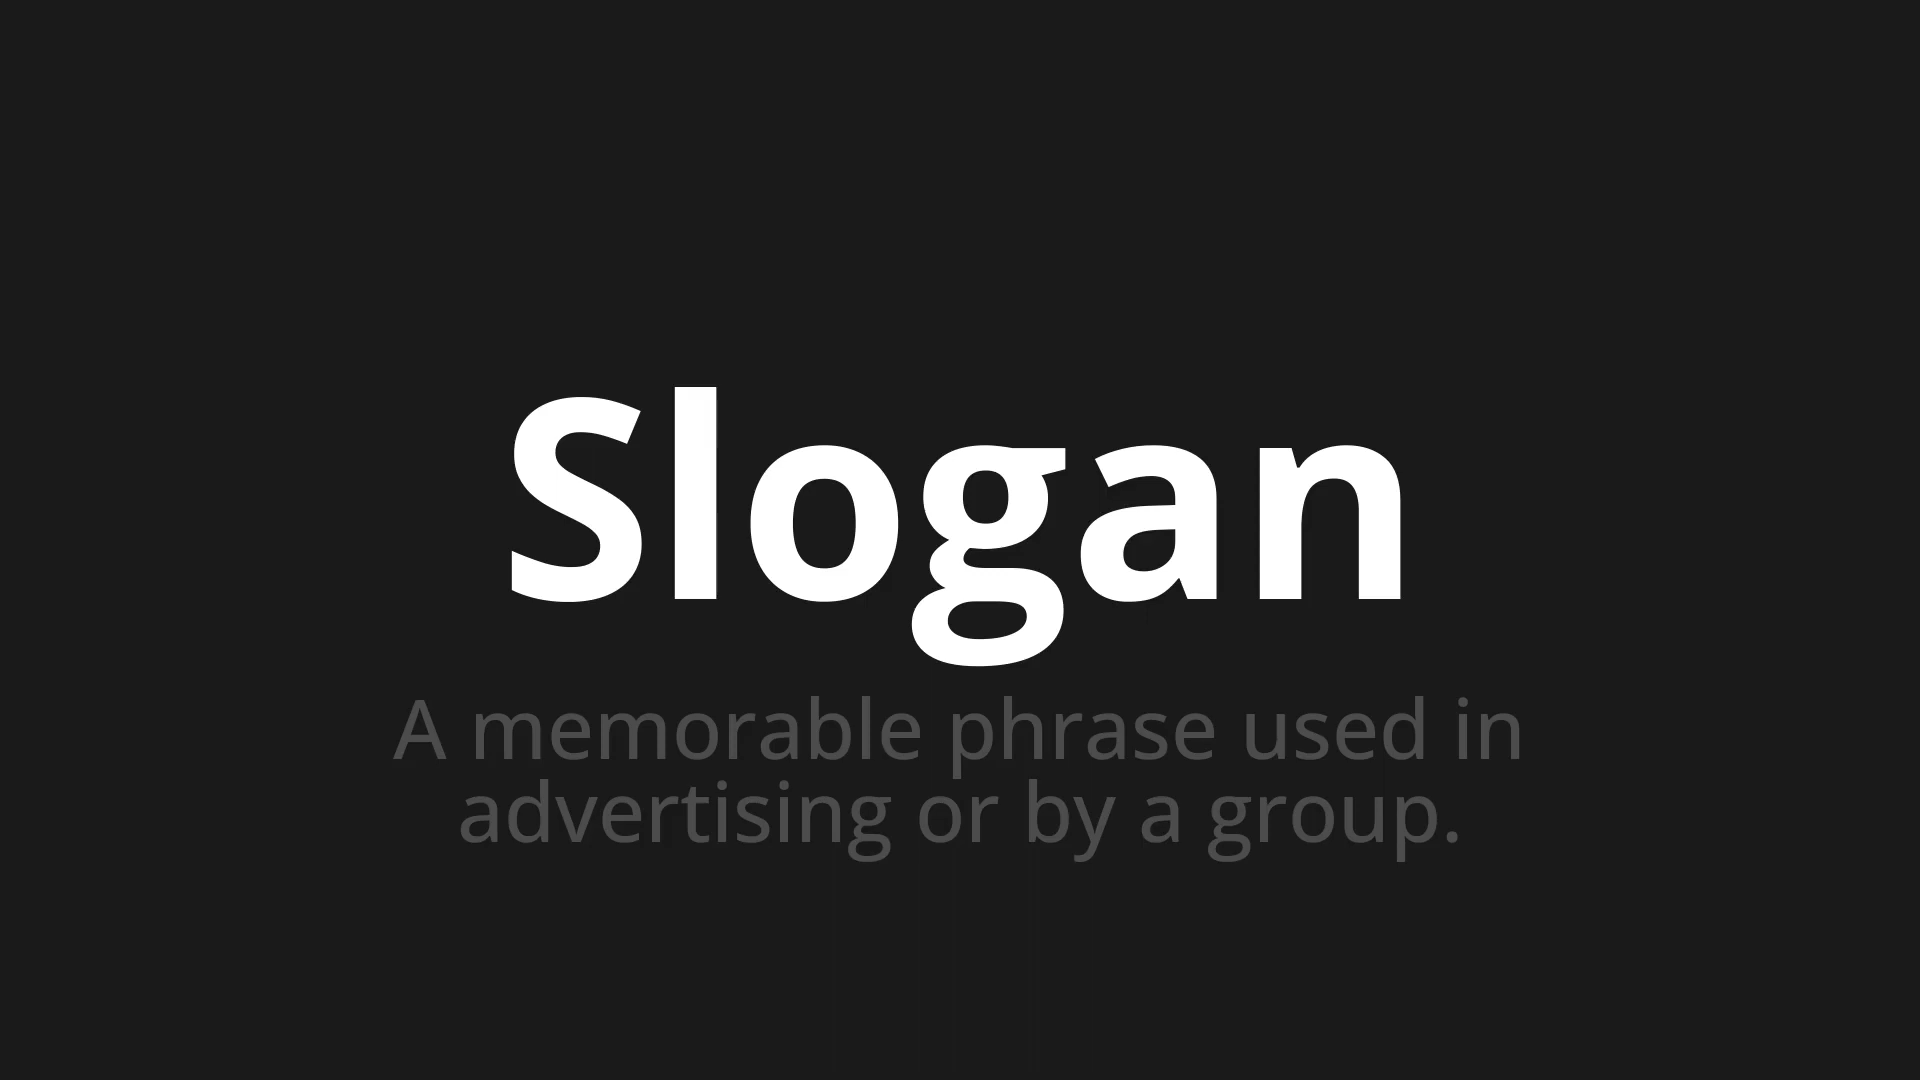 Slogan
A memorable phrase used in
advertising or by a group.